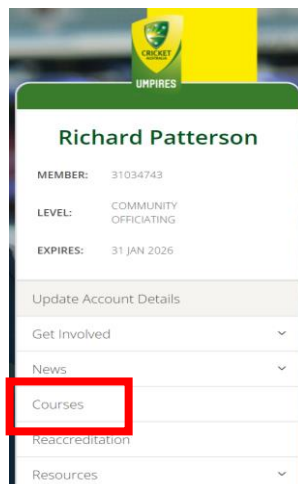 CRICKET
AUSTRALIA
UMPIRES
Richard Patterson
MEMBER: 31034743
LEVEL: COMMUNITY
OFFICIATING
EXPIRES: 31 JAN 2026
Update Account Details
Get Involved
News
Courses
Reaccreditation
Resources